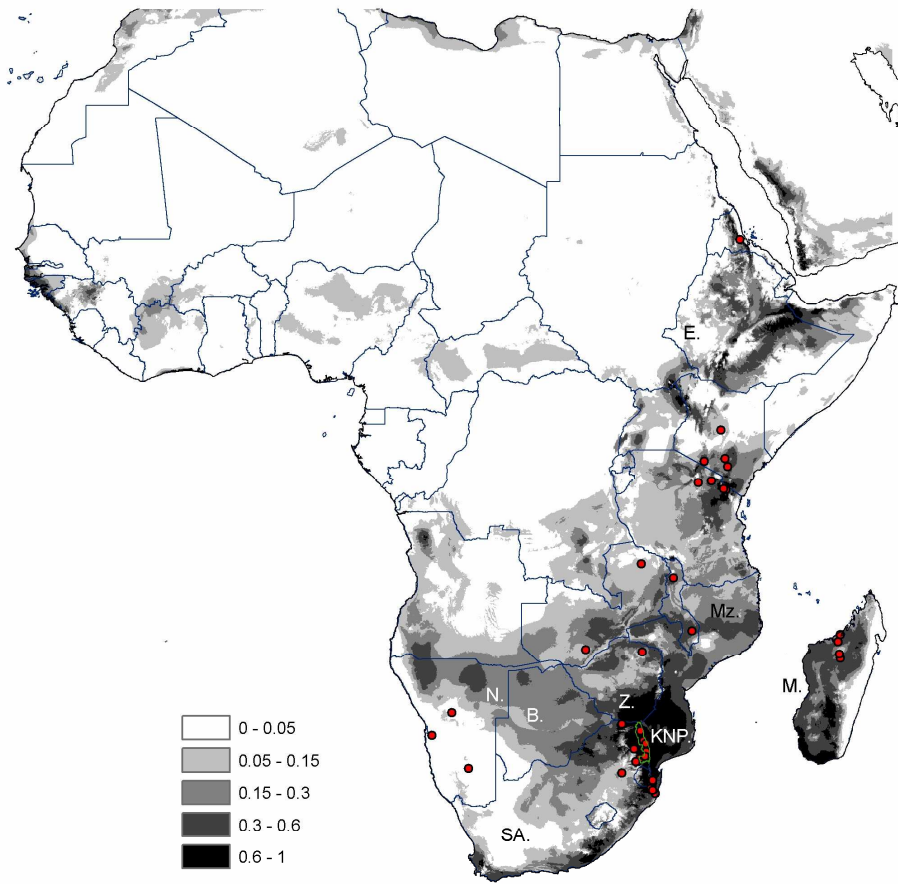 E.
Mz.
M.
N.
Z.
B.
KNP.
SA.
0 - 0.05
0.05 - 0.15
0.15 - 0.3
0.3 - 0.6
0.6 - 1